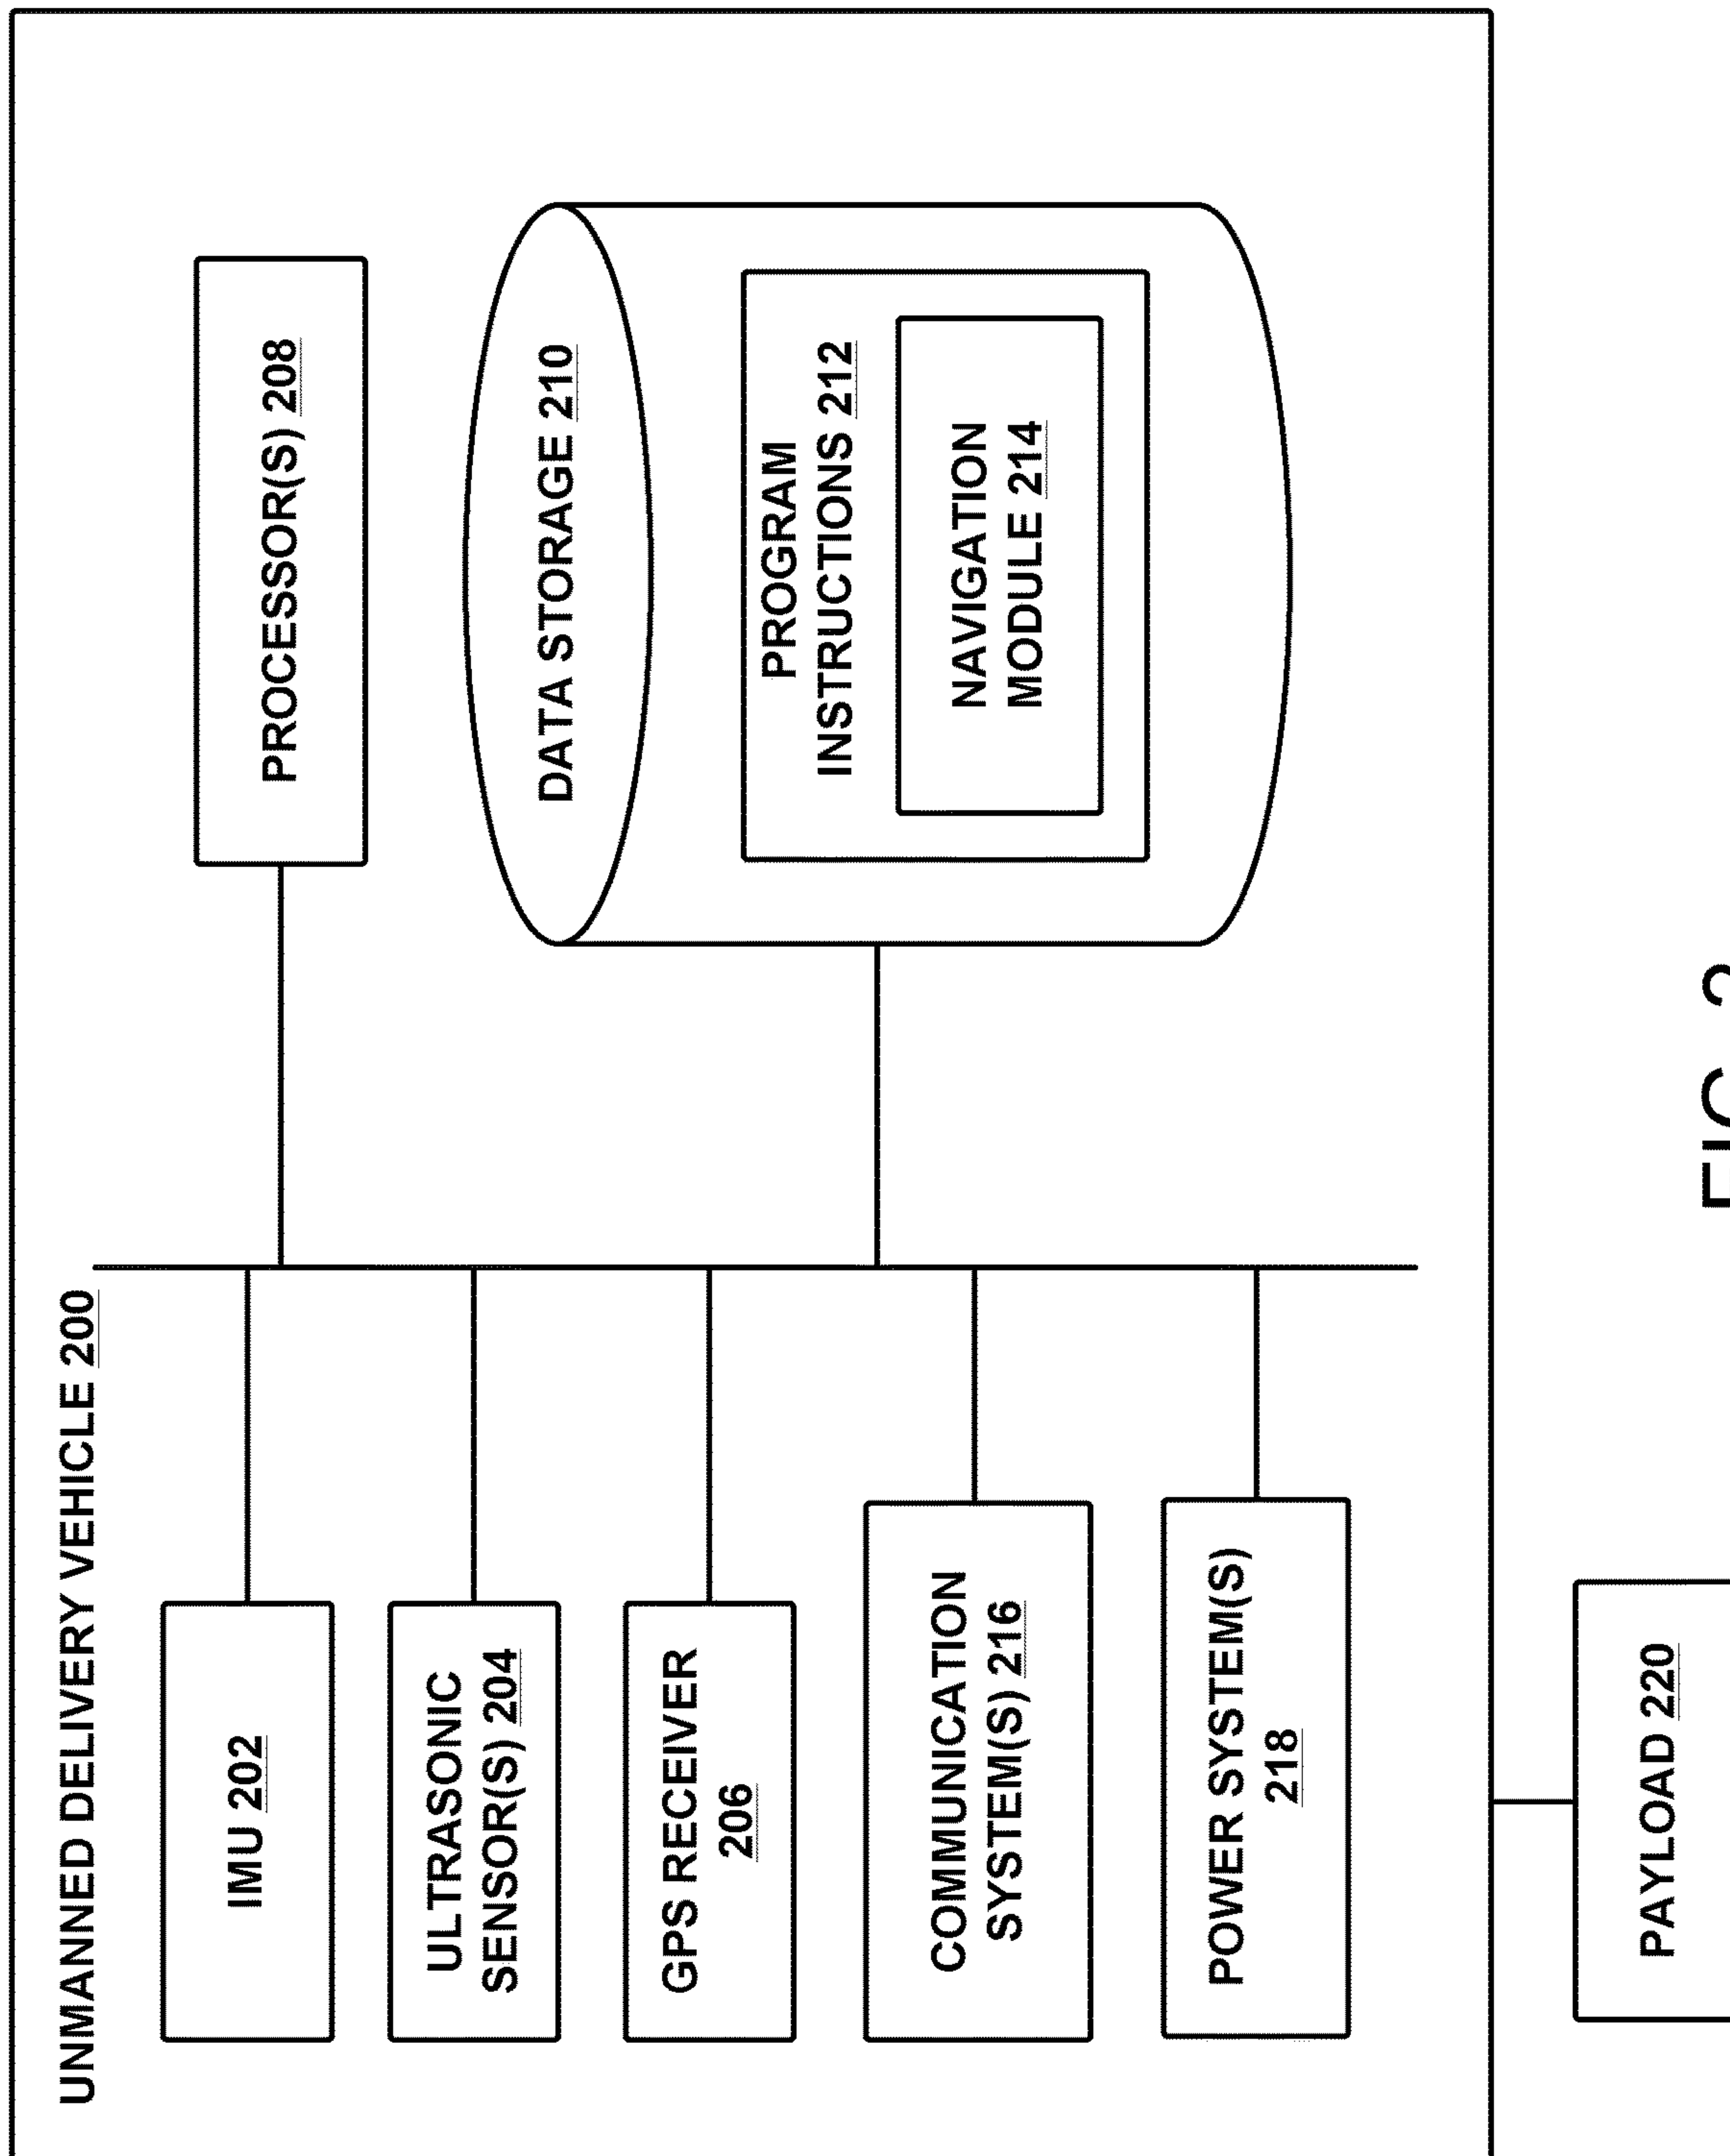 UNMANNED DELIVERY VEHICLE 200
IMU 202
ULTRASONIC
SENSOR(S) 204
GPS RECEIVER
206
COMMUNICATION
SYSTEM(S) 216
POWER SYSTEM(S)
218
PROCESSOR(S) 208
DATA STORAGE 210
PROGRAM
INSTRUCTIONS 212
NAVIGATION
MODULE 214
PAYLOAD 220